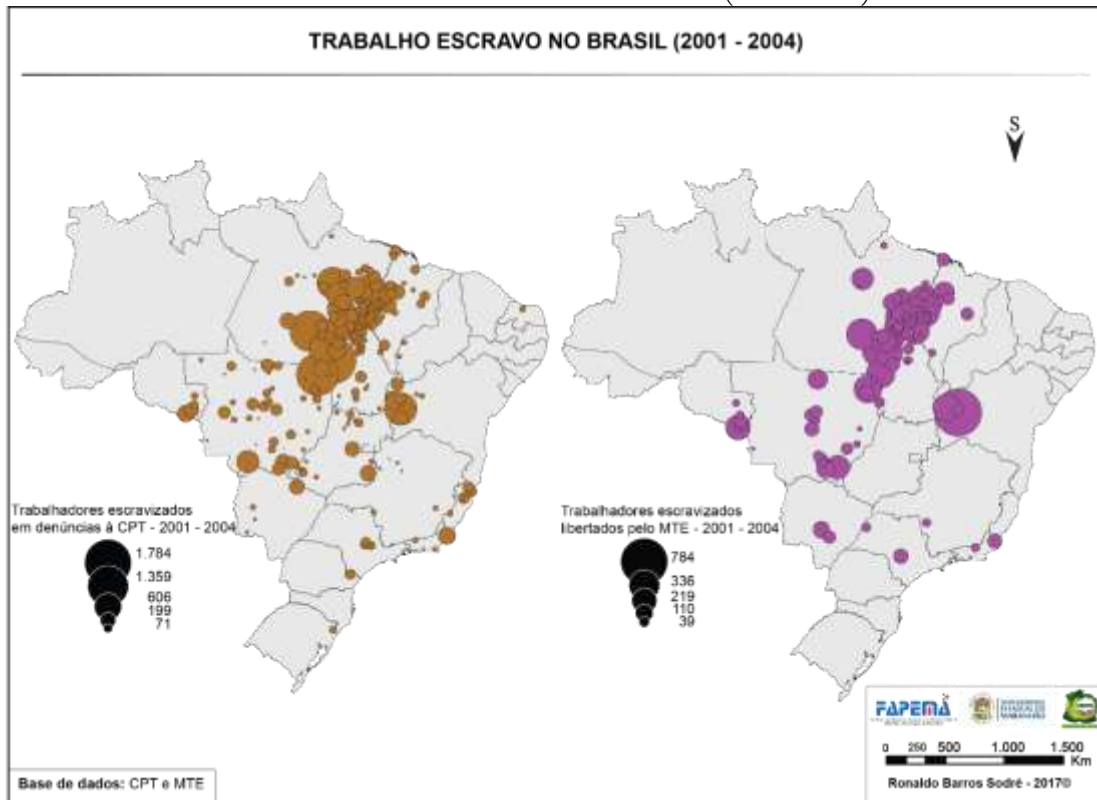 TRABALHO ESCRAVO NO BRASIL (2001 - 2004)
S
Trabalhadores escravizados
em denúncias à CPT - 2001 - 2004
1.784
1.359
606
199
71
Trabalhadores escravizados
libertados pelo MTE - 2001 - 2004
784
336
219
110
39
FAPEMA
0 250 500 1.000 1.500
Km
Ronaldo Barros Sodré - 2017©
Base de dados: CPT e MTE